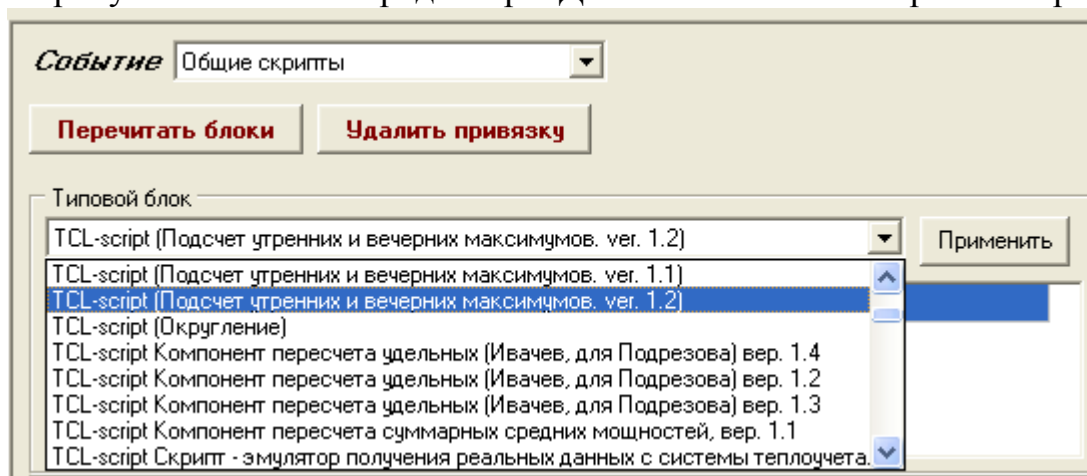 Событие Общие скрипты
Перечитать блоки Удалить привязку
Типовой блок
TCL-script (Подсчет утренних и вечерних максимумов. ver. 1.2) Применить
TCL-script (Подсчет утренних и вечерних максимумов. ver. 1.1)
TCL-script (Подсчет утренних и вечерних максимумов. ver. 1.2)
TCL-script (Округление)
TCL-script Компонент пересчета удельных (Ивачев, для Подрезова) вер. 1.4
TCL-script Компонент пересчета удельных (Ивачев, для Подрезова) вер. 1.2
TCL-script Компонент пересчета удельных (Ивачев, для Подрезова) вер. 1.3
TCL-script Компонент пересчета суммарных средних мощностей, вер. 1.1
TCL-script Скрипт - эмулятор получения реальных данных с системы теплоучета.